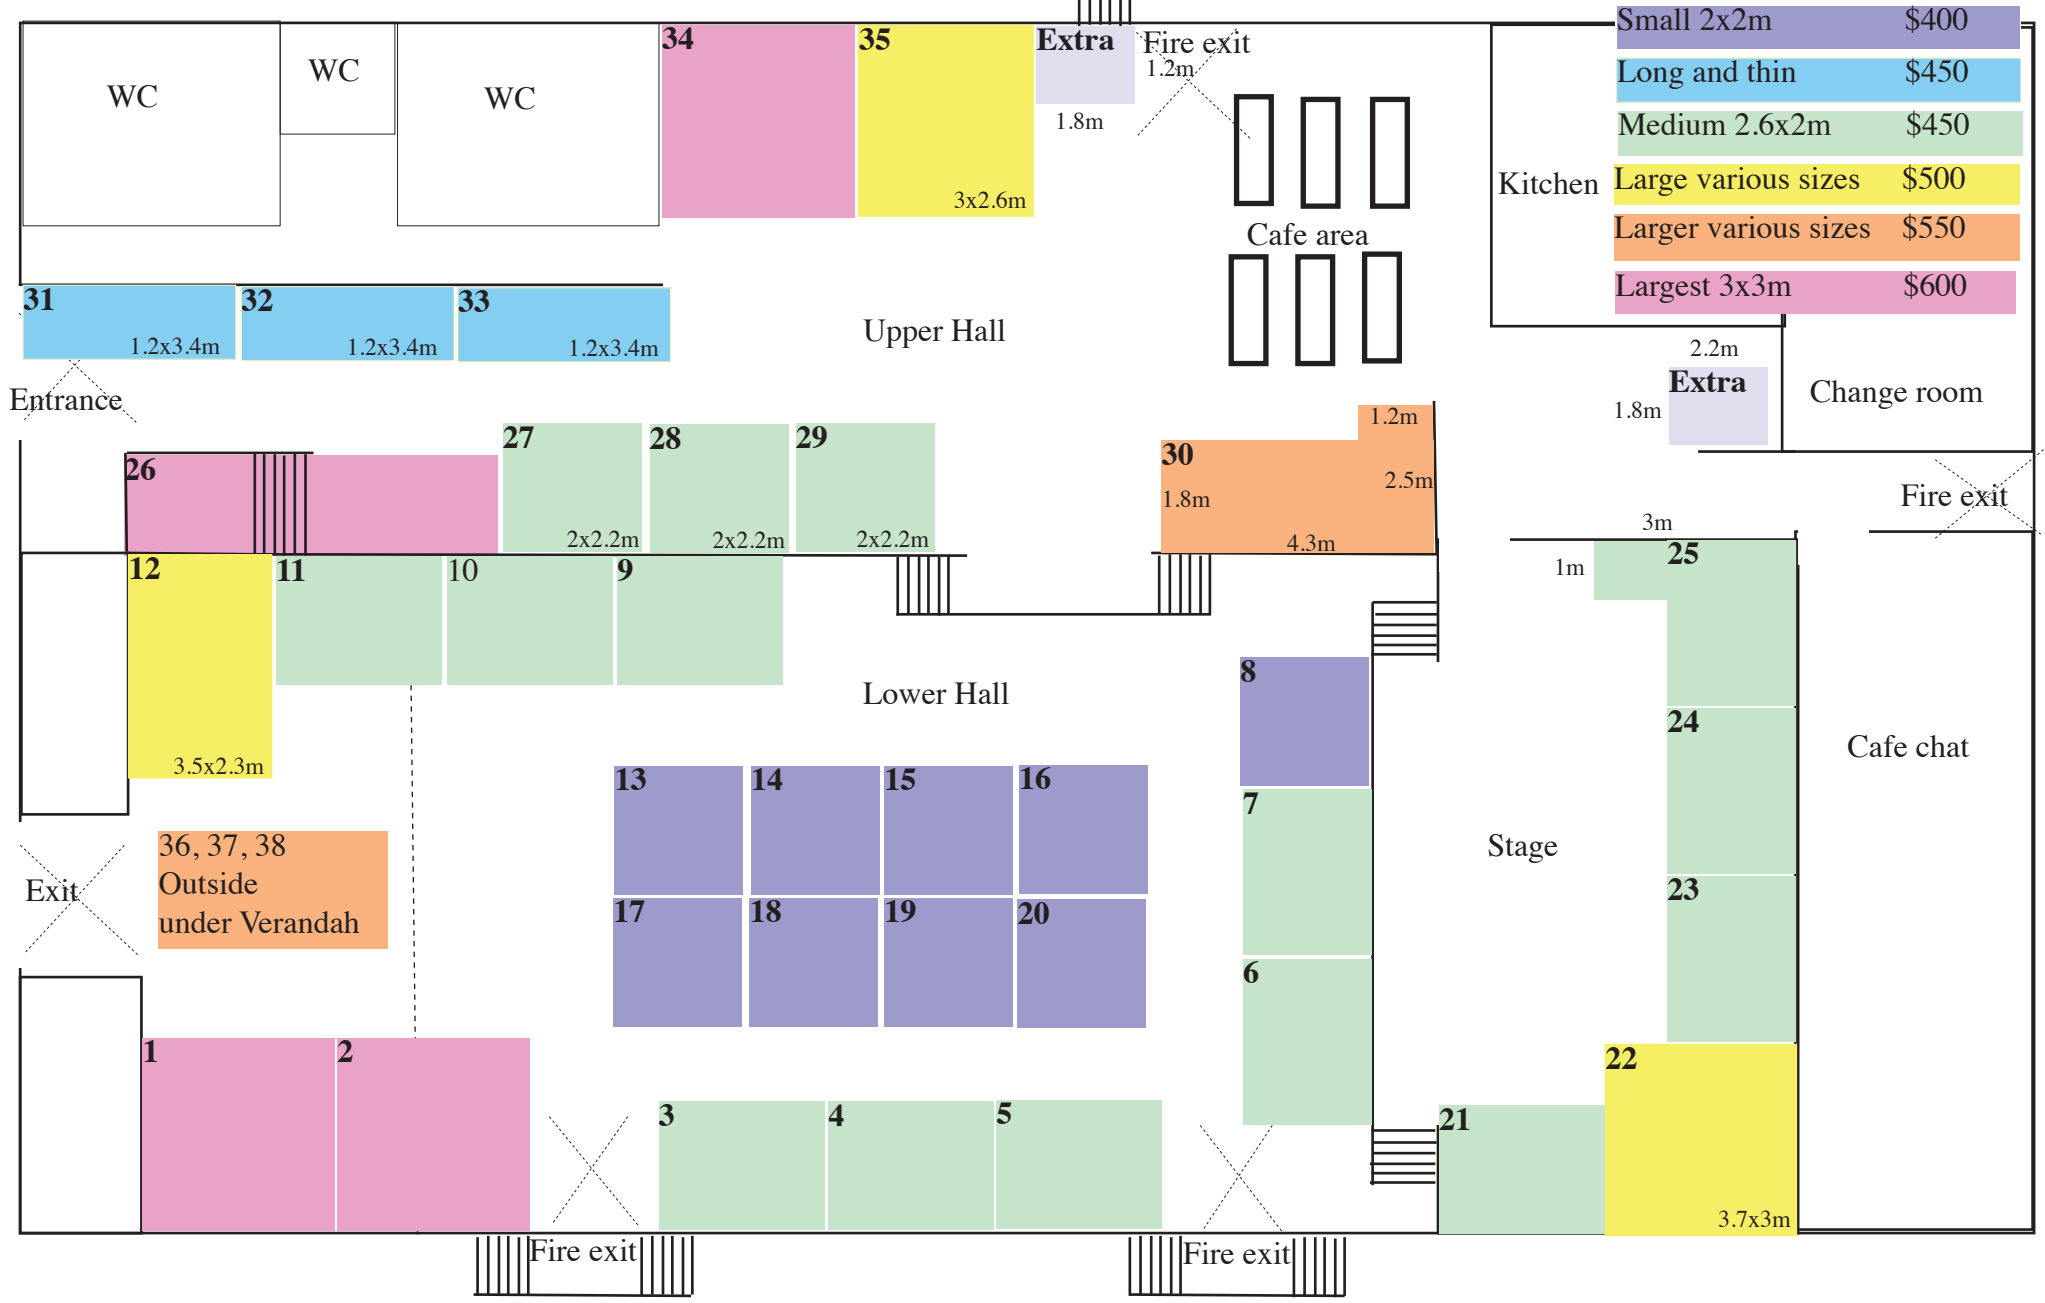 WC
WC
WC
34
35
3x2.6m
Extra
1.8m
Fire exit
1.2m
Small 2x2m $400
Long and thin $450
Medium 2.6x2m $450
Large various sizes $500
Larger various sizes $550
Largest 3x3m $600
Kitchen
Cafe area
31
1.2x3.4m
32
1.2x3.4m
33
1.2x3.4m
Upper Hall
2.2m
Extra
1.8m
Change room
Entrance
26
27
2x2.2m
28
2x2.2m
29
2x2.2m
30
1.2m
1.8m
2.5m
4.3m
Fire exit
3m
1m
25
12
3.5x2.3m
11
10
9
Lower Hall
8
24
Cafe chat
13
14
15
16
7
Stage
36, 37, 38
Outside
under Verandah
Exit
17
18
19
20
23
6
1
2
3
4
5
21
22
3.7x3m
Fire exit
Fire exit